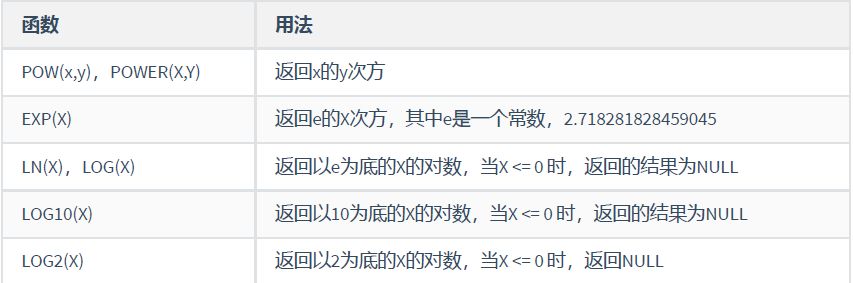 函数 用法
POW(x,y)，POWER(X,Y) 返回x的y次方
EXP(X) 返回e的X次方，其中e是一个常数，2.718281828459045
LN(X)，LOG(X) 返回以e为底的X的对数，当X <= 0 时，返回的结果为NULL
LOG10(X) 返回以10为底的X的对数，当X <= 0 时，返回的结果为NULL
LOG2(X) 返回以2为底的X的对数，当X <= 0 时，返回NULL